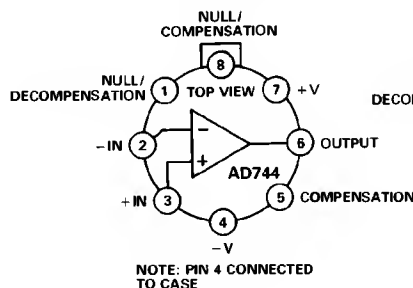 NULL/
COMPENSATION
8
NULL/
DECOMPENSATION
1
TOP VIEW
7
+V
DECO
−IN
2
−
6
OUTPUT
+
AD744
+IN
3
5
COMPENSATION
4
−V
NOTE: PIN 4 CONNECTED
TO CASE